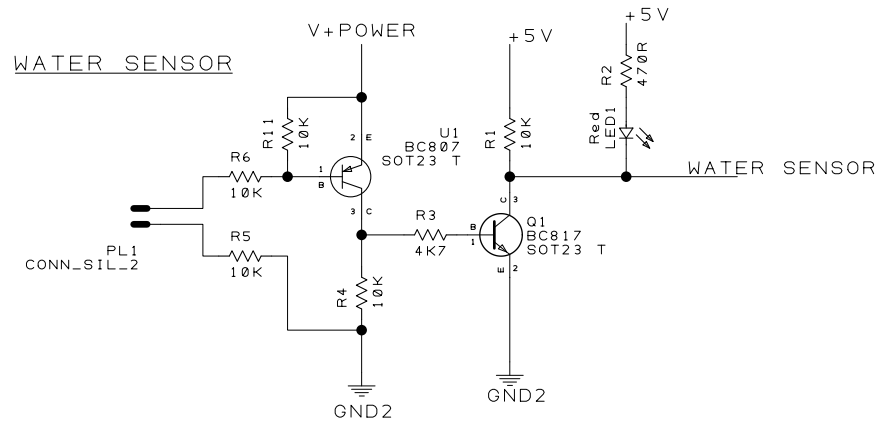 V+POWER
+5V
+5V
WATER SENSOR
R11
10K
2 E
U1
BC807
SOT23 T
R1
10K
R2
470R
Red
LED1
R6
10K
1
B
3 C
WATER SENSOR
C 3
R3
4K7
B
1
Q1
BC817
SOT23 T
E 2
PL1
CONN_SIL_2
R5
10K
R4
10K
GND2
GND2